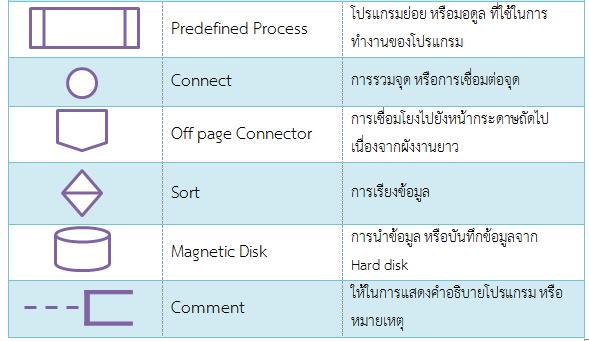 Predefined Process
โปรแกรมย่อย หรือมอดูล ที่ใช้ในการ
ทำงานของโปรแกรม
Connect
การรวมจุด หรือการเชื่อมต่อจุด
Off page Connector
การเชื่อมโยงไปยังหน้ากระดาษถัดไป
เนื่องจากผังงานยาว
Sort
การเรียงข้อมูล
Magnetic Disk
การนำข้อมูล หรือบันทึกข้อมูลจาก
Hard disk
Comment
ให้ในการแสดงคำอธิบายโปรแกรม หรือ
หมายเหตุ